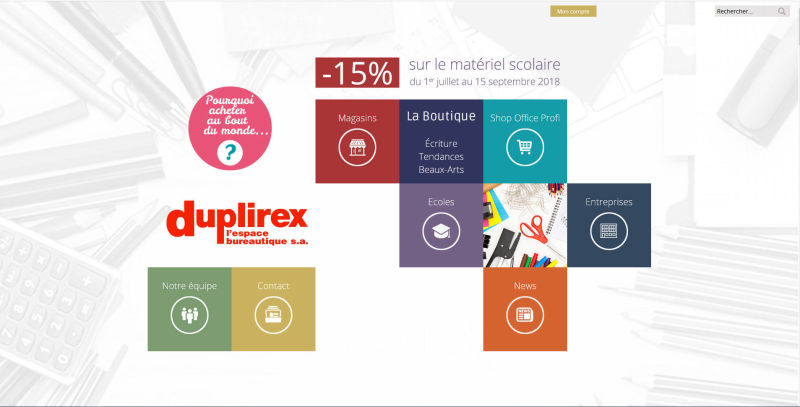 Mon compte
Rechercher...
-15%
sur le matériel scolaire
du 1er juillet au 15 septembre 2018
Pourquoi
acheter
au bout
du monde...
?
Magasins
La Boutique
Écriture
Tendances
Beaux-Arts
Shop Office Profi
duplirex
l'espace
bureautique s.a.
Ecoles
Entreprises
Notre équipe
Contact
News